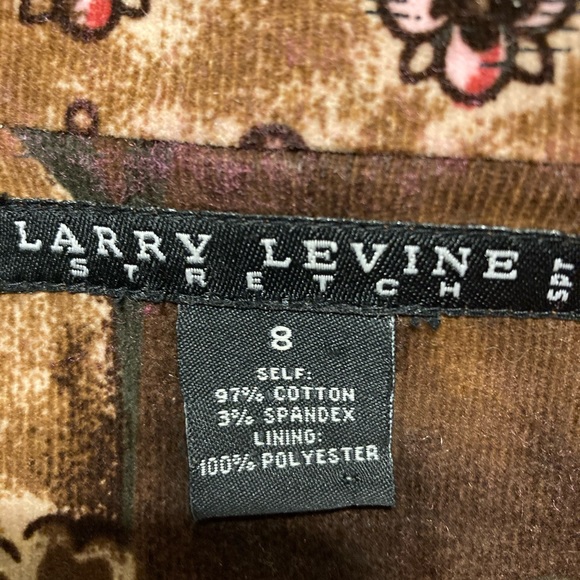 LARRY LEVINE
STRETCH
SPT
8
SELF:
97% COTTON
3% SPANDEX
LINING:
100% POLYESTER